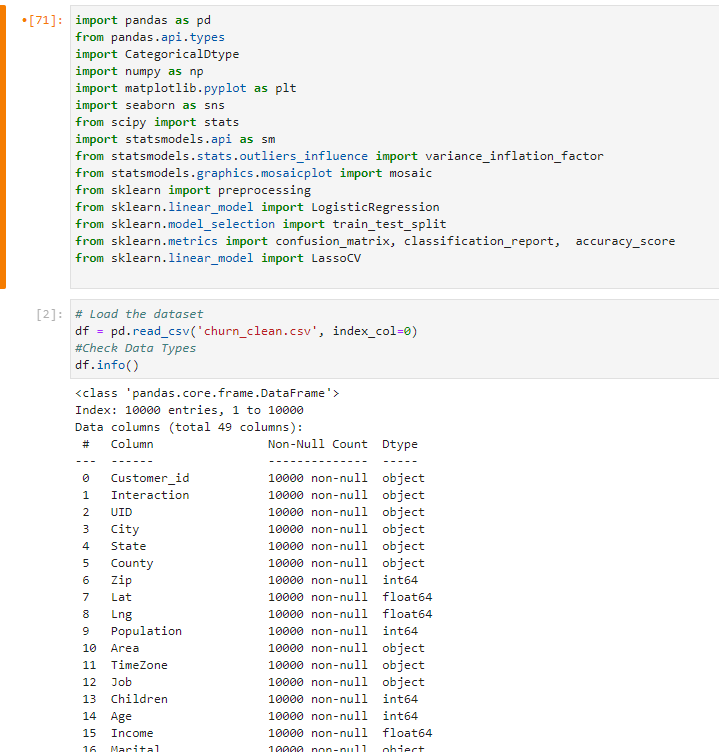 [71]: import pandas as pd
from pandas.api.types
import CategoricalDtype
import numpy as np
import matplotlib.pyplot as plt
import seaborn as sns
from scipy import stats
import statsmodels.api as sm
from statsmodels.stats.outliers_influence import variance_inflation_factor
from statsmodels.graphics.mosaicplot import mosaic
from sklearn import preprocessing
from sklearn.linear_model import LogisticRegression
from sklearn.model_selection import train_test_split
from sklearn.metrics import confusion_matrix, classification_report,  accuracy_score
from sklearn.linear_model import LassoCV
[2]: # Load the dataset
df = pd.read_csv('churn_clean.csv', index_col=0)
#Check Data Types
df.info()
<class 'pandas.core.frame.DataFrame'>
Index: 10000 entries, 1 to 10000
Data columns (total 49 columns):
 #   Column                Non-Null Count  Dtype
---  ------                --------------  -----
 0   Customer_id           10000 non-null  object
 1   Interaction           10000 non-null  object
 2   UID                   10000 non-null  object
 3   City                  10000 non-null  object
 4   State                 10000 non-null  object
 5   County                10000 non-null  object
 6   Zip                   10000 non-null  int64
 7   Lat                   10000 non-null  float64
 8   Lng                   10000 non-null  float64
 9   Population            10000 non-null  int64
 10  Area                  10000 non-null  object
 11  TimeZone              10000 non-null  object
 12  Job                   10000 non-null  object
 13  Children              10000 non-null  int64
 14  Age                   10000 non-null  int64
 15  Income                10000 non-null  float64
 16  Marital               10000 non-null  object